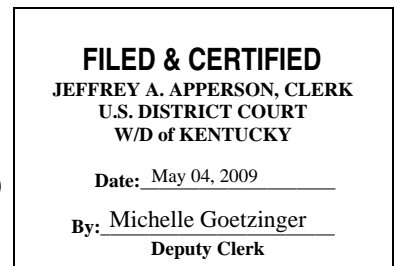 FILED & CERTIFIED
JEFFREY A. APPERSON, CLERK
U.S. DISTRICT COURT
W/D of KENTUCKY
Date: May 04, 2009
By: Michelle Goetzinger
Deputy Clerk
)